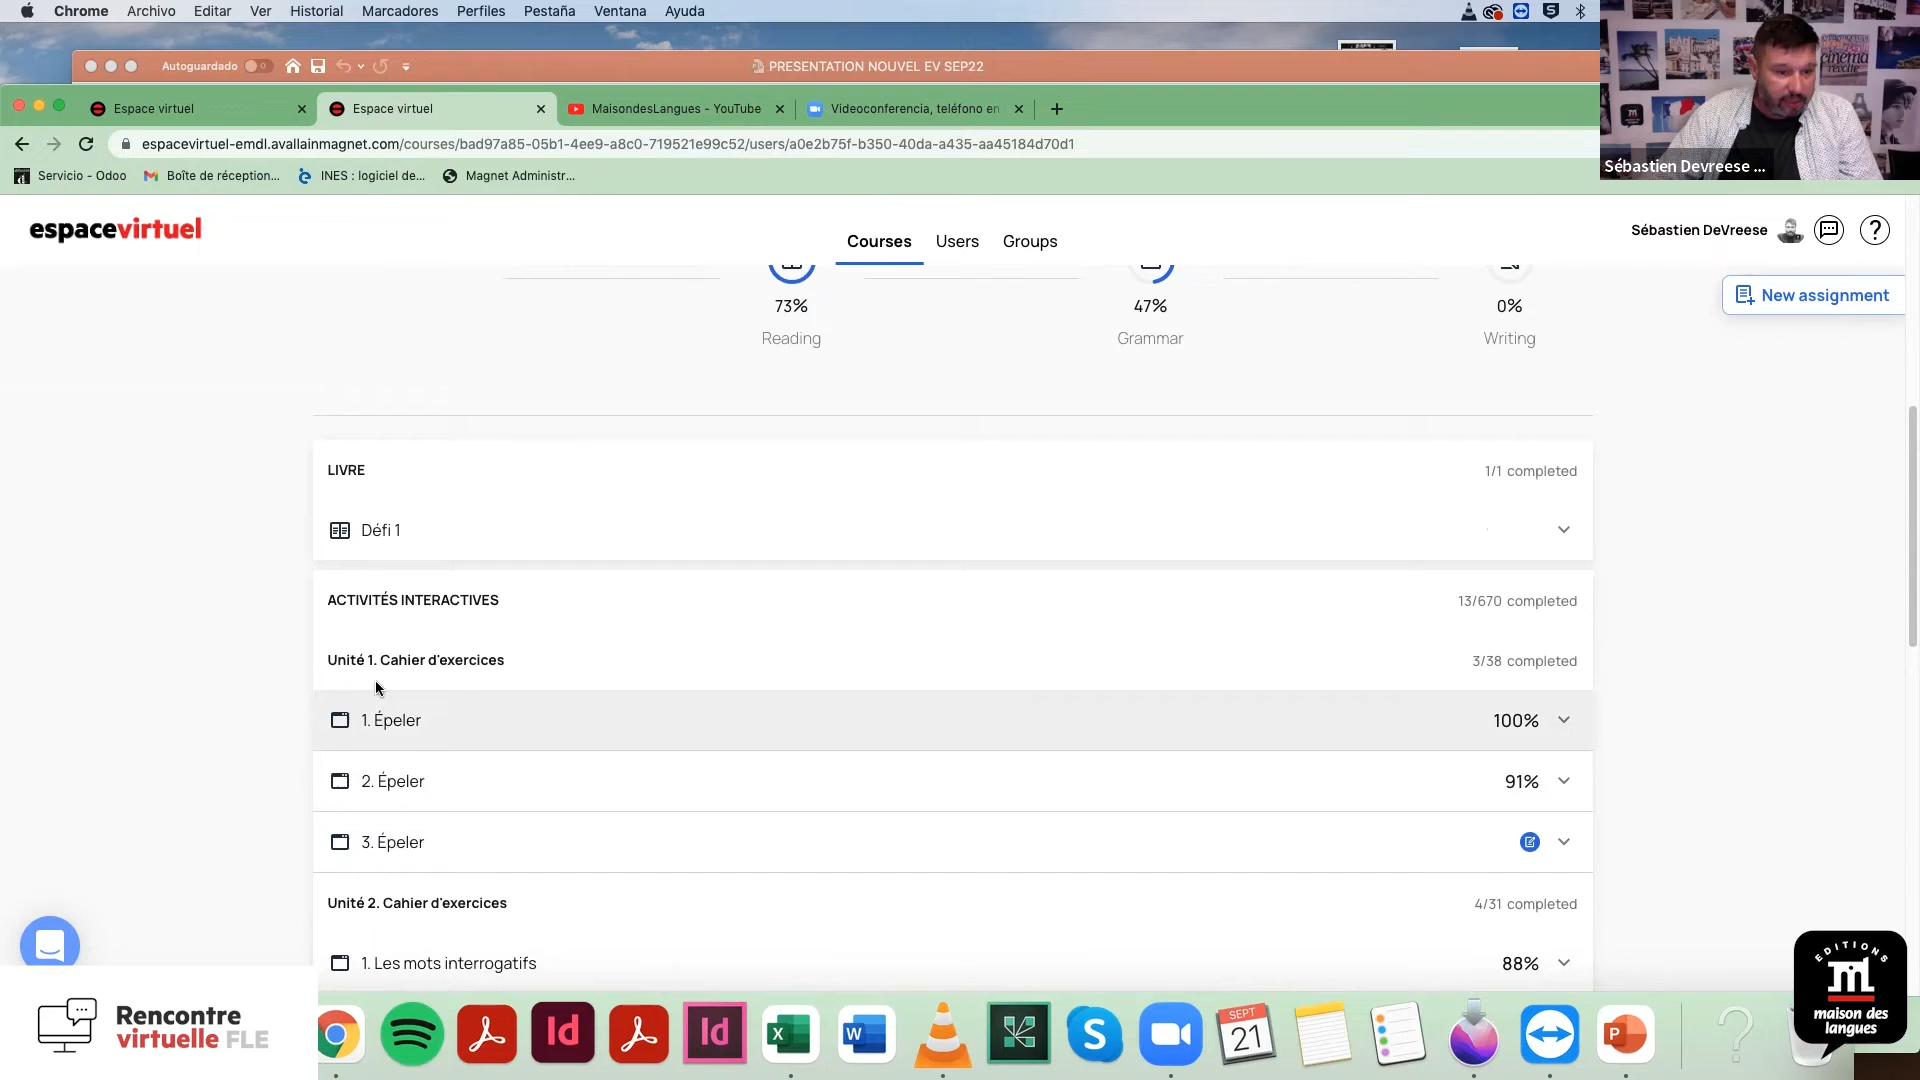 Chrome Archivo Editar Ver Historial Marcadores Perfiles Pestaña Ventana Ayuda
Autoguardado
PRESENTATION NOUVEL EV SEP22
Espace virtuel
Espace virtuel
MaisondesLangues - YouTube
Videoconferencia, teléfono en
espacevirtuel-emdl.avallainmagnet.com/courses/bad97a85-05b1-4ee9-a8c0-719521e99c52/users/a0e2b75f-b350-40da-a435-aa45184d70d1
Servicio - Odoo
Boîte de réception...
INES : logiciel de...
Magnet Administr...
Sébastien Devreese ...
espacevirtuel
Courses Users Groups
Sébastien DeVreese
?
New assignment
73%
47%
0%
Reading
Grammar
Writing
LIVRE
1/1 completed
Défi 1
ACTIVITÉS INTERACTIVES
13/670 completed
Unité 1. Cahier d'exercices
3/38 completed
1. Épeler
100%
2. Épeler
91%
3. Épeler
Unité 2. Cahier d'exercices
4/31 completed
1. Les mots interrogatifs
88%
Rencontre
virtuelle FLE
Id
Id
X
W
S
SEPT
21
P
?
EDITIONS
maison des
langues